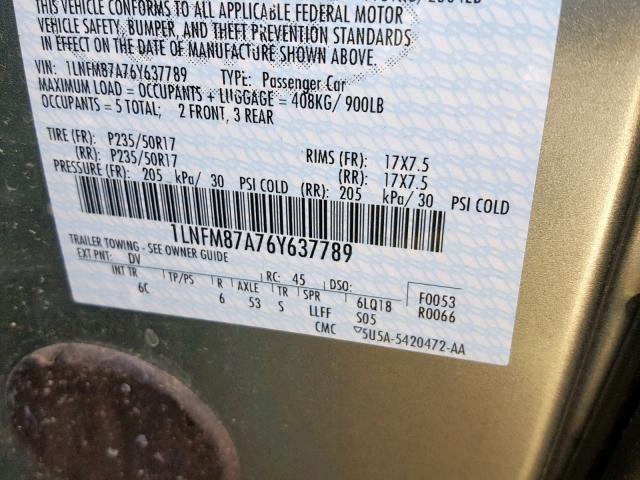 THIS VEHICLE CONFORMS TO ALL APPLICABLE FEDERAL MOTOR
VEHICLE SAFETY, BUMPER, AND THEFT PREVENTION STANDARDS
IN EFFECT ON THE DATE OF MANUFACTURE SHOWN ABOVE.
VIN: 1LNFM87A76Y637789 TYPE: Passenger Car
MAXIMUM LOAD = OCCUPANTS + LUGGAGE = 408KG/ 900LB
OCCUPANTS = 5 TOTAL; 2 FRONT, 3 REAR
TIRE (FR): P235/50R17 RIMS (FR): 17X7.5
(RR): P235/50R17 (RR): 17X7.5
PRESSURE (FR): 205 kPa/ 30 PSI COLD (RR): 205 kPa/ 30 PSI COLD
1LNFM87A76Y637789
TRAILER TOWING - SEE OWNER GUIDE
EXT PNT: DV RC: 45 DSO: F0053
INT TR TP/PS R AXLE TR SPR 6LQ18 R0066
6C 6 53 S LLFF S05
CMC 5U5A-5420472-AA